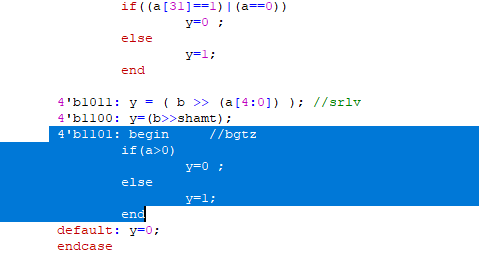 if((a[31]==1)|(a==0))
y=0 ;
else
y=1;
end
4'b1011: y = ( b >> (a[4:0]) ); //srlv
4'b1100: y=(b>>shamt);
4'b1101: begin //bgtz
if(a>0)
y=0 ;
else
y=1;
end
default: y=0;
endcase